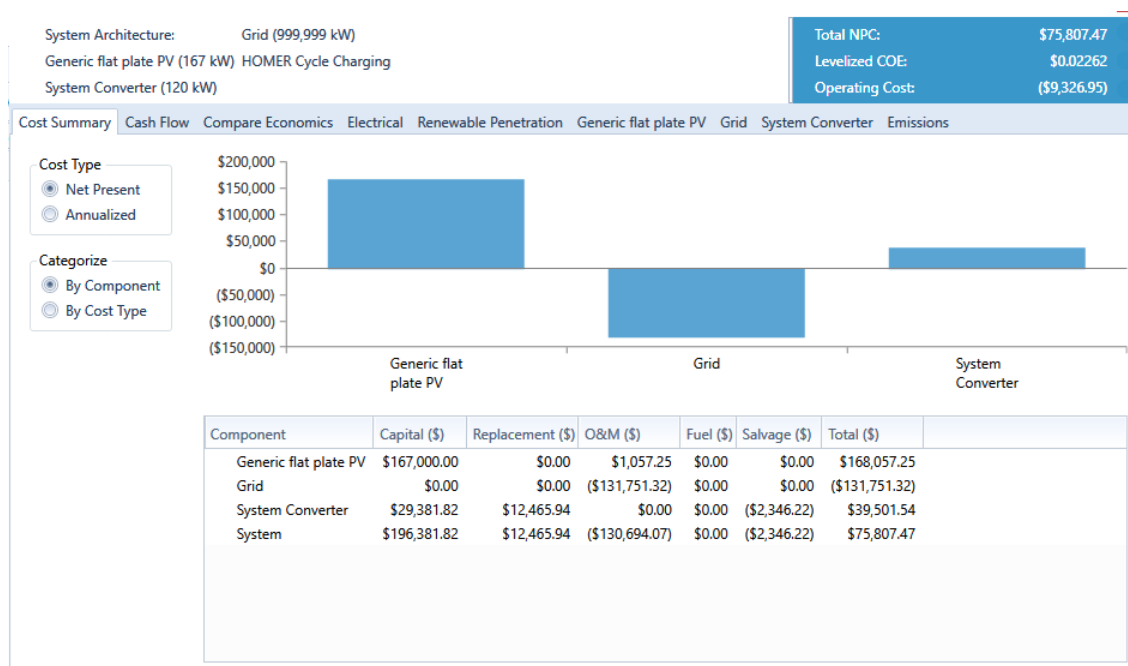 System Architecture: Grid (999,999 kW)
Generic flat plate PV (167 kW) HOMER Cycle Charging
System Converter (120 kW)
Total NPC: $75,807.47
Levelized COE: $0.02262
Operating Cost: ($9,326.95)
Cost Summary Cash Flow Compare Economics Electrical Renewable Penetration Generic flat plate PV Grid System Converter Emissions
Cost Type
Net Present
Annualized
Categorize
By Component
By Cost Type
$200,000
$150,000
$100,000
$50,000
$0
($50,000)
($100,000)
($150,000)
Generic flat
plate PV
Grid
System
Converter
Component Capital ($) Replacement ($) O&M ($) Fuel ($) Salvage ($) Total ($)
Generic flat plate PV $167,000.00 $0.00 $1,057.25 $0.00 $0.00 $168,057.25
Grid $0.00 $0.00 ($131,751.32) $0.00 $0.00 ($131,751.32)
System Converter $29,381.82 $12,465.94 $0.00 $0.00 ($2,346.22) $39,501.54
System $196,381.82 $12,465.94 ($130,694.07) $0.00 ($2,346.22) $75,807.47